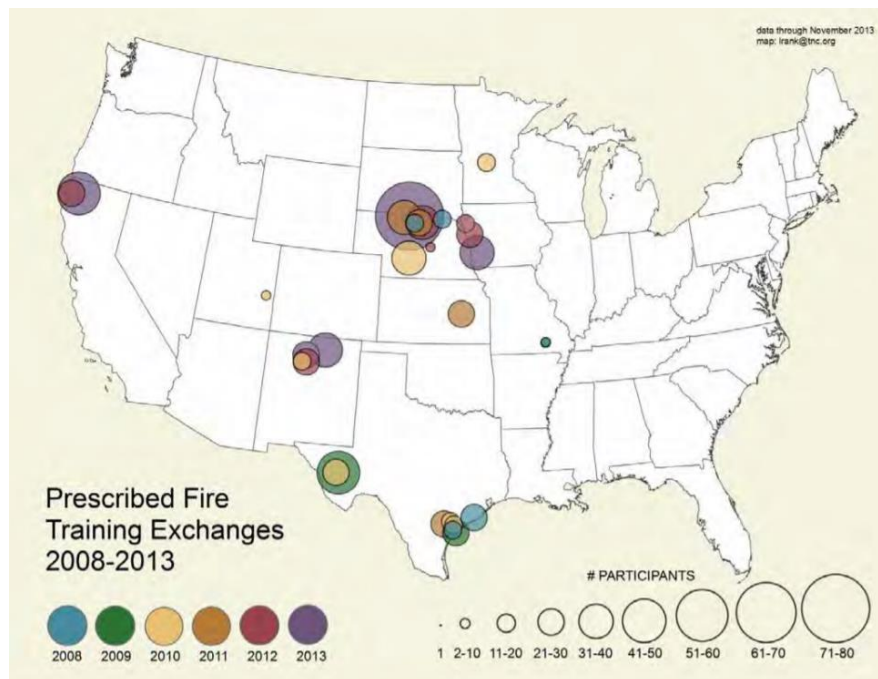 data through November 2013
map: lrank@tnc.org
Prescribed Fire
Training Exchanges
2008-2013
# PARTICIPANTS
2008 2009 2010 2011 2012 2013
1 2-10 11-20 21-30 31-40 41-50 51-60 61-70 71-80